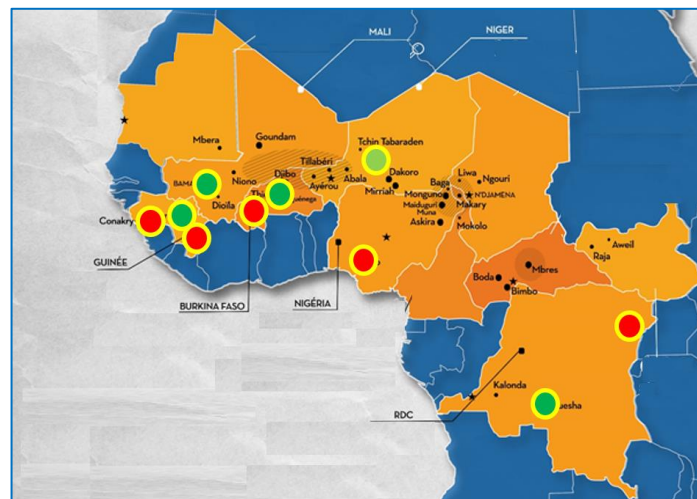 MALI
NIGER
Mbera
Goundam
Tchin Tabaraden
Tillabéri
Niono
Djibo
Ayérou
Abala
Dakoro
Mirriah
Liwa
Ngouri
Baga
Monguno
N'DJAMENA
Maiduguri
Makary
Muna
Askira
Mokolo
Dioïla
Conakry
GUINÉE
BURKINA FASO
NIGÉRIA
Aweil
Raja
Mbres
Boda
Bimbo
Kalonda
RDC